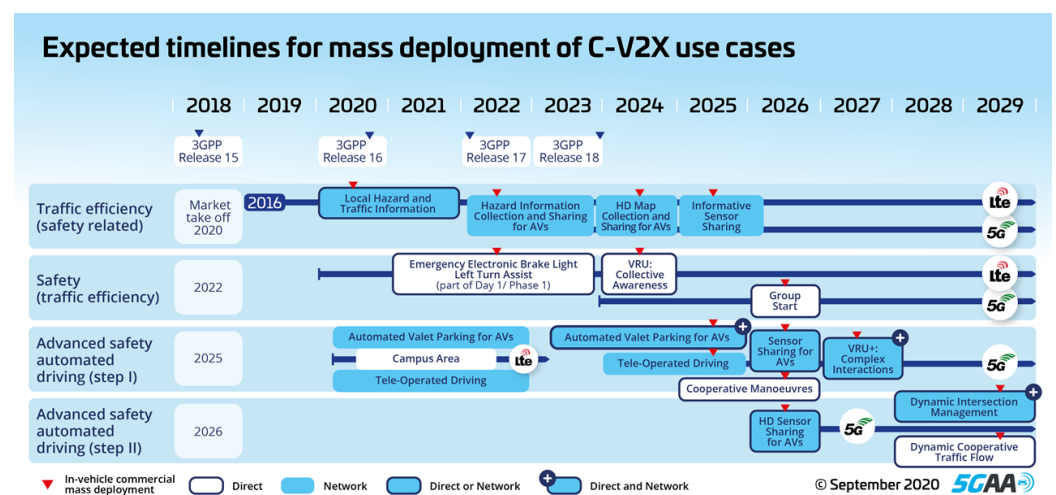 Expected timelines for mass deployment of C-V2X use cases
2018 2019 2020 2021 2022 2023 2024 2025 2026 2027 2028 2029
3GPP
Release 15
3GPP
Release 16
3GPP
Release 17
3GPP
Release 18
Traffic efficiency
(safety related)
Market
take off
2020
2016
Local Hazard and
Traffic Information
Hazard Information
Collection and Sharing
for AVs
HD Map
Collection and
Sharing for AVs
Informative
Sensor
Sharing
lte
5G
Safety
(traffic efficiency)
2022
Emergency Electronic Brake Light
Left Turn Assist
(part of Day 1/ Phase 1)
VRU:
Collective
Awareness
Group
Start
lte
5G
Advanced safety
automated
driving (step I)
2025
Automated Valet Parking for AVs
Campus Area
lte
Tele-Operated Driving
Automated Valet Parking for AVs
+
Tele-Operated Driving
Cooperative Manoeuvres
Sensor
Sharing for
AVs
VRU+:
Complex
Interactions
+
5G
Advanced safety
automated
driving (step II)
2026
HD Sensor
Sharing
for AVs
5G
Dynamic Intersection
Management
+
Dynamic Cooperative
Traffic Flow
In-vehicle commercial
mass deployment
Direct
Network
Direct or Network
+
Direct and Network
© September 2020
5GAA